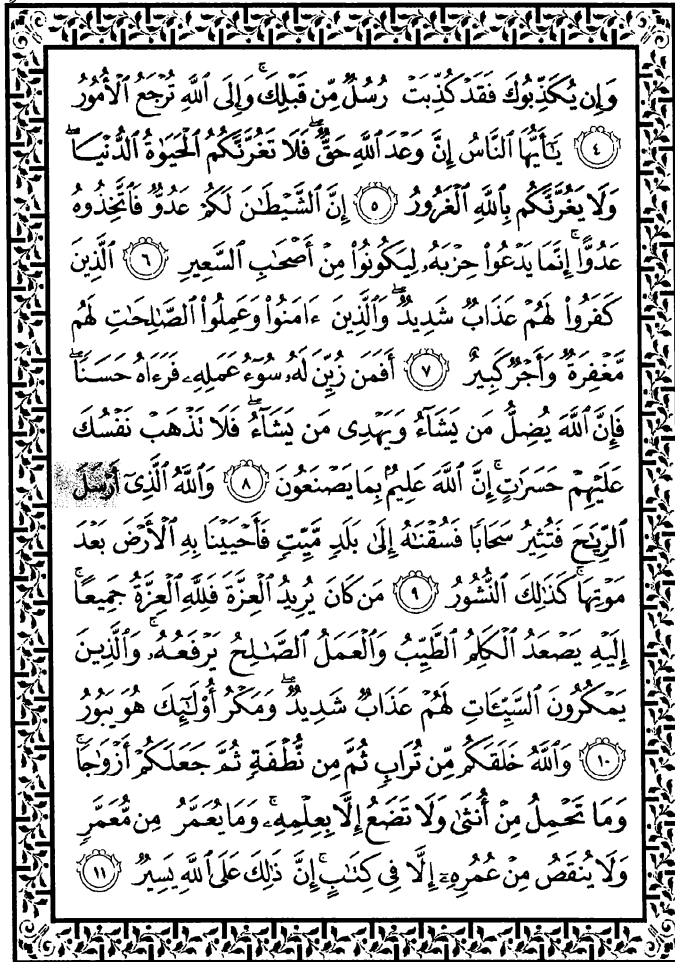 وَإِن يُكَذِّبُوكَ فَقَدْ كُذِّبَتْ رُسُلٌ مِّن قَبْلِكَ ۚ وَإِلَى ٱللَّهِ تُرْجَعُ ٱلْأُمُورُ
﴿٤﴾ يَـٰٓأَيُّهَا ٱلنَّاسُ إِنَّ وَعْدَ ٱللَّهِ حَقٌّ ۖ فَلَا تَغُرَّنَّكُمُ ٱلْحَيَوٰةُ ٱلدُّنْيَا ۖ
وَلَا يَغُرَّنَّكُم بِٱللَّهِ ٱلْغَرُورُ ﴿٥﴾ إِنَّ ٱلشَّيْطَـٰنَ لَكُمْ عَدُوٌّ فَٱتَّخِذُوهُ
عَدُوًّا ۚ إِنَّمَا يَدْعُوا۟ حِزْبَهُۥ لِيَكُونُوا۟ مِنْ أَصْحَـٰبِ ٱلسَّعِيرِ ﴿٦﴾ ٱلَّذِينَ
كَفَرُوا۟ لَهُمْ عَذَابٌ شَدِيدٌ ۖ وَٱلَّذِينَ ءَامَنُوا۟ وَعَمِلُوا۟ ٱلصَّـٰلِحَـٰتِ لَهُم
مَّغْفِرَةٌ وَأَجْرٌ كَبِيرٌ ﴿٧﴾ أَفَمَن زُيِّنَ لَهُۥ سُوٓءُ عَمَلِهِۦ فَرَءَاهُ حَسَنًا ۖ
فَإِنَّ ٱللَّهَ يُضِلُّ مَن يَشَآءُ وَيَهْدِى مَن يَشَآءُ ۖ فَلَا تَذْهَبْ نَفْسُكَ
عَلَيْهِمْ حَسَرَٰتٍ ۚ إِنَّ ٱللَّهَ عَلِيمٌۢ بِمَا يَصْنَعُونَ ﴿٨﴾ وَٱللَّهُ ٱلَّذِىٓ أَرْسَلَ
ٱلرِّيَـٰحَ فَتُثِيرُ سَحَابًا فَسُقْنَـٰهُ إِلَىٰ بَلَدٍ مَّيِّتٍ فَأَحْيَيْنَا بِهِ ٱلْأَرْضَ بَعْدَ
مَوْتِهَا ۚ كَذَٰلِكَ ٱلنُّشُورُ ﴿٩﴾ مَن كَانَ يُرِيدُ ٱلْعِزَّةَ فَلِلَّهِ ٱلْعِزَّةُ جَمِيعًا ۚ
إِلَيْهِ يَصْعَدُ ٱلْكَلِمُ ٱلطَّيِّبُ وَٱلْعَمَلُ ٱلصَّـٰلِحُ يَرْفَعُهُۥ ۚ وَٱلَّذِينَ
يَمْكُرُونَ ٱلسَّيِّـَٔاتِ لَهُمْ عَذَابٌ شَدِيدٌ ۖ وَمَكْرُ أُو۟لَـٰٓئِكَ هُوَ يَبُورُ
﴿١٠﴾ وَٱللَّهُ خَلَقَكُم مِّن تُرَابٍ ثُمَّ مِن نُّطْفَةٍ ثُمَّ جَعَلَكُمْ أَزْوَٰجًا ۚ
وَمَا تَحْمِلُ مِنْ أُنثَىٰ وَلَا تَضَعُ إِلَّا بِعِلْمِهِۦ ۚ وَمَا يُعَمَّرُ مِن مُّعَمَّرٍ
وَلَا يُنقَصُ مِنْ عُمُرِهِۦٓ إِلَّا فِى كِتَـٰبٍ ۚ إِنَّ ذَٰلِكَ عَلَى ٱللَّهِ يَسِيرٌ ﴿١١﴾